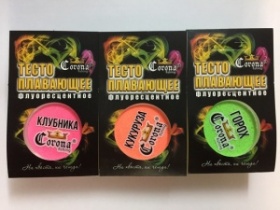 ТЕСТО
Corona
ПЛАВАЮЩЕЕ
флуоресцентное
КЛУБНИКА
Corona
ТЕСТО
Corona
ПЛАВАЮЩЕЕ
флуоресцентное
КУКУРУЗА
Corona
ТЕСТО
Corona
ПЛАВАЮЩЕЕ
флуоресцентное
ГОРОХ
Corona